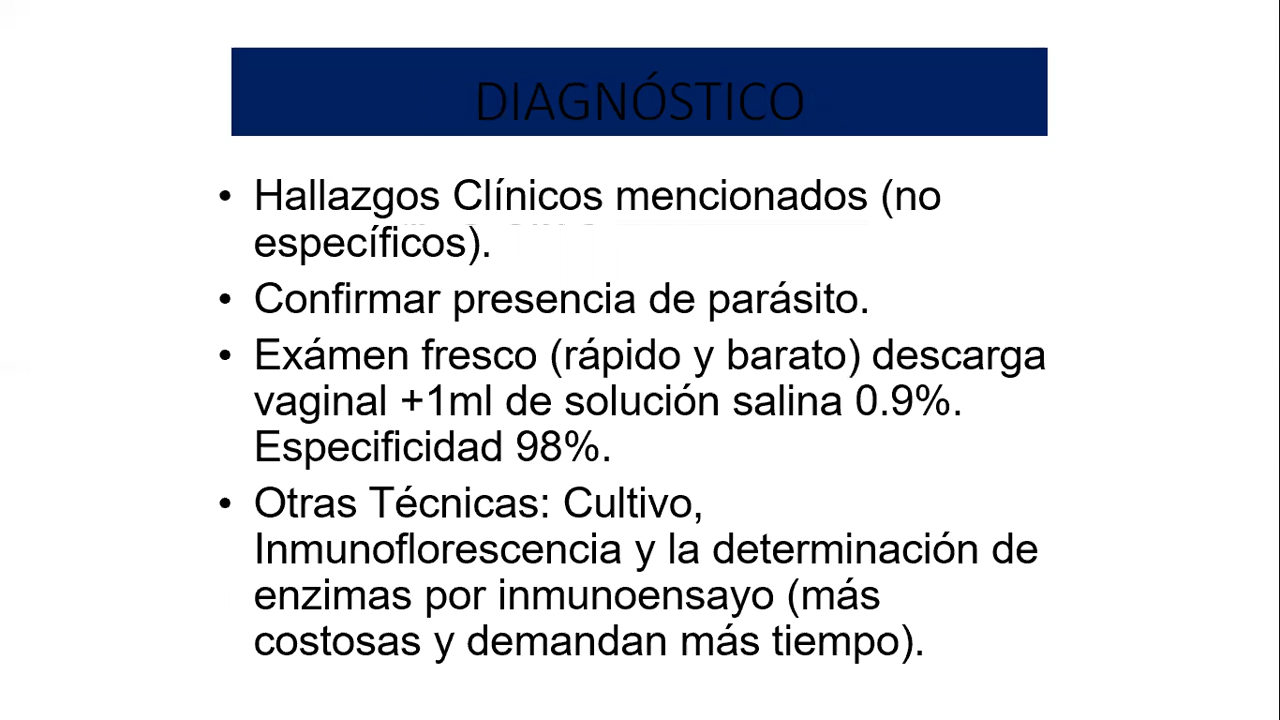 DIAGNÓSTICO
• Hallazgos Clínicos mencionados (no
específicos).
• Confirmar presencia de parásito.
• Exámen fresco (rápido y barato) descarga
vaginal +1ml de solución salina 0.9%.
Especificidad 98%.
• Otras Técnicas: Cultivo,
Inmunoflorescencia y la determinación de
enzimas por inmunoensayo (más
costosas y demandan más tiempo).